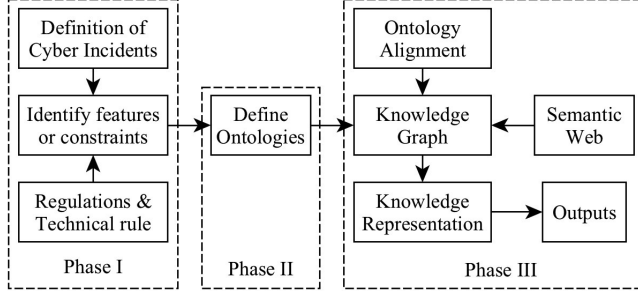 Definition of
Cyber Incidents
Identify features
or constraints
Regulations &
Technical rule
Phase I
Define
Ontologies
Phase II
Ontology
Alignment
Knowledge
Graph
Semantic
Web
Knowledge
Representation
Outputs
Phase III